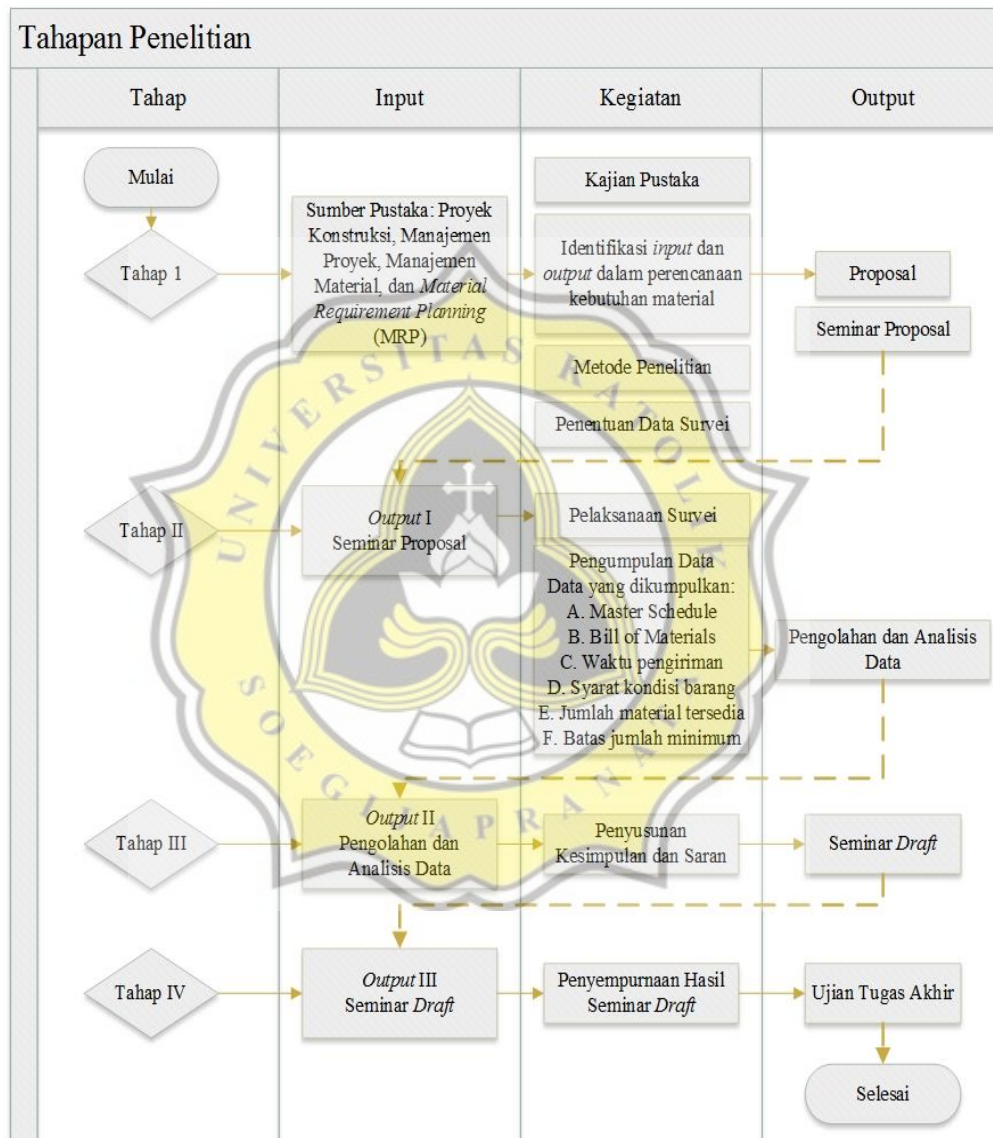 Tahapan Penelitian
Tahap
Input
Kegiatan
Output
Mulai
Tahap 1
Sumber Pustaka: Proyek
Konstruksi, Manajemen
Proyek, Manajemen
Material, dan Material
Requirement Planning
(MRP)
Kajian Pustaka
Identifikasi input dan
output dalam perencanaan
kebutuhan material
Metode Penelitian
Penentuan Data Survei
Proposal
Seminar Proposal
Tahap II
Output I
Seminar Proposal
Pelaksanaan Survei
Pengumpulan Data
Data yang dikumpulkan:
A. Master Schedule
B. Bill of Materials
C. Waktu pengiriman
D. Syarat kondisi barang
E. Jumlah material tersedia
F. Batas jumlah minimum
Pengolahan dan Analisis
Data
Tahap III
Output II
Pengolahan dan
Analisis Data
Penyusunan
Kesimpulan dan Saran
Seminar Draft
Tahap IV
Output III
Seminar Draft
Penyempurnaan Hasil
Seminar Draft
Ujian Tugas Akhir
Selesai
UNIVERSITAS KATOLIK
SOEGIJAPRANATA